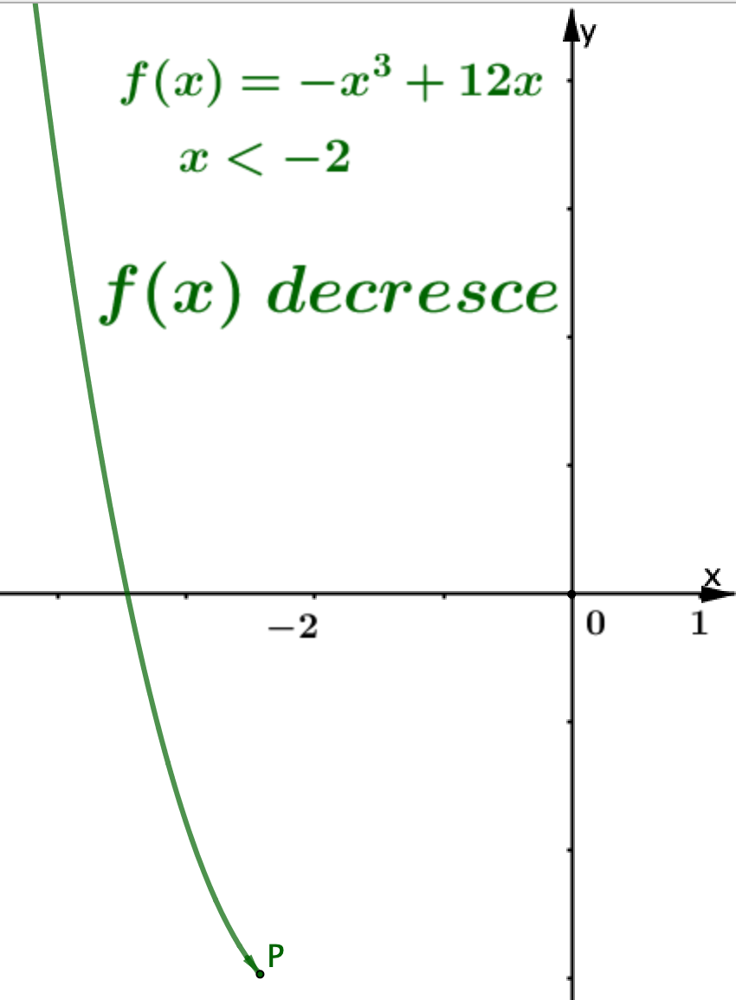 y
f(x) = −x³ + 12x
x < −2
f(x) decresce
x
−2 0 1
P